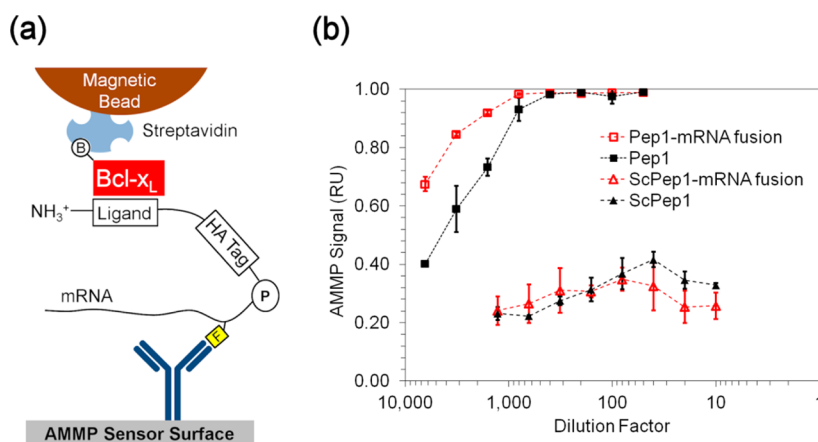 (a)
Magnetic
Bead
Streptavidin
B
Bcl-xL
NH3+
Ligand
HA Tag
P
mRNA
F
AMMP Sensor Surface
(b)
AMMP Signal (RU)
1.00
0.80
0.60
0.40
0.20
0.00
Pep1-mRNA fusion
Pep1
ScPep1-mRNA fusion
ScPep1
10,000 1,000 100 10 1
Dilution Factor